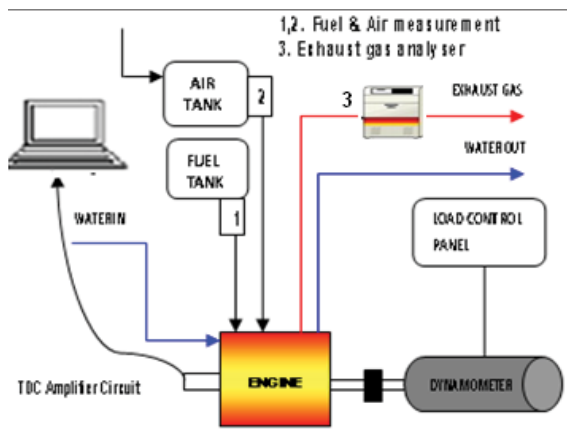 1,2. Fuel & Air measurement
3. Exhaust gas analyser
AIR
TANK
2
3
EXHAUST GAS
WATER OUT
FUEL
TANK
1
WATER IN
LOAD CONTROL
PANEL
TDC Amplifier Circuit
ENGINE
DYNAMOMETER